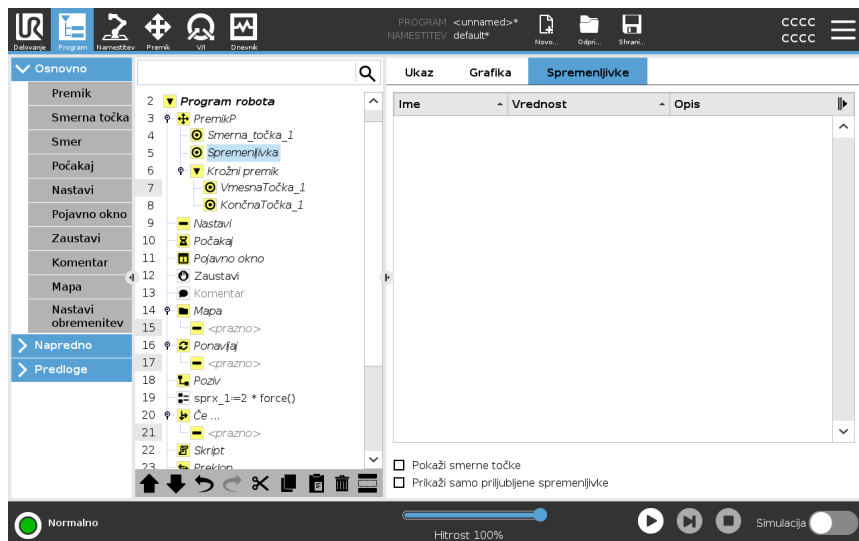 UR
Delovanje
Program
Namestitev
Premik
V/I
Dnevnik
PROGRAM <unnamed>*
NAMESTITEV default*
Novo...
Odpri...
Shrani...
CCCC
CCCC
Osnovno
Premik
Smerna točka
Smer
Počakaj
Nastavi
Pojavno okno
Zaustavi
Komentar
Mapa
Nastavi
obremenitev
Napredno
Predloge
2 Program robota
3 PremikP
4 Smerna_točka_1
5 Spremenljivka
6 Krožni premik
7 VmesnaTočka_1
8 KončnaTočka_1
9 Nastavi
10 Počakaj
11 Pojavno okno
12 Zaustavi
13 Komentar
14 Mapa
15 <prazno>
16 Ponavljaj
17 <prazno>
18 Poziv
19 sprx_1:=2 * force()
20 Če ...
21 <prazno>
22 Skript
23 Preklop
Ukaz
Grafika
Spremenljivke
Ime
Vrednost
Opis
Pokaži smerne točke
Prikaži samo priljubljene spremenljivke
Normalno
Hitrost 100%
Simulacija